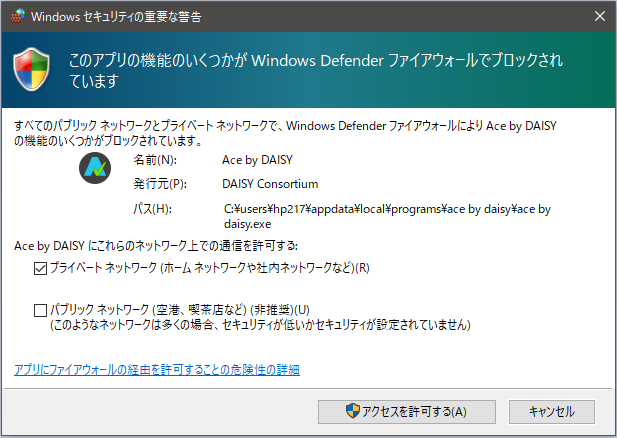 Windows セキュリティの重要な警告
このアプリの機能のいくつかが Windows Defender ファイアウォールでブロックされ
ています
すべてのパブリック ネットワークとプライベート ネットワークで、Windows Defender ファイアウォールにより Ace by DAISY
の機能のいくつかがブロックされています。
名前(N): Ace by DAISY
発行元(P): DAISY Consortium
パス(H): C:¥users¥hp217¥appdata¥local¥programs¥ace by daisy¥ace by
daisy.exe
Ace by DAISY にこれらのネットワーク上での通信を許可する:
プライベート ネットワーク (ホーム ネットワークや社内ネットワークなど)(R)
パブリック ネットワーク (空港、喫茶店など) (非推奨)(U)
(このようなネットワークは多くの場合、セキュリティが低いかセキュリティが設定されていません)
アプリにファイアウォールの経由を許可することの危険性の詳細
アクセスを許可する(A) キャンセル